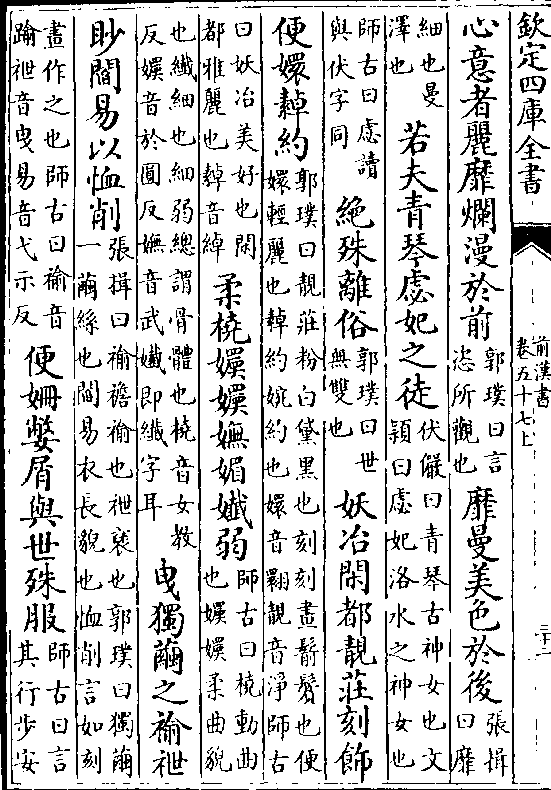 欽定四庫全書
前漢書
卷五十七上
心意者麗靡爛漫於前郭璞曰言恣所觀也靡曼美色於後張揖曰靡
細也曼澤也若夫青琴虙妃之徒伏儼曰青琴古神女也文穎曰虙妃洛水之神女也
師古曰虙讀與伏字同絶殊離俗郭璞曰世無雙也妖冶閑都靚莊刻飾
便嬛繛約郭璞曰靚莊粉白黛黑也刻刻畫鬋鬢也便嬛輕麗也繛約婉約也嬛音翾靚音淨師古
曰妖冶美好也閑都雅麗也繛音綽柔橈嬽嬽嫵媚孅弱師古曰橈動曲也嬽嬽柔曲貌
也孅細也細弱總謂骨體也橈音女教反嬽音於圓反嫵音武孅即纖字耳曳獨繭之褕袣
眇閻易以恤削張揖曰褕襜褕也袣䙝也郭璞曰獨繭一繭絲也閻易衣長貌也恤削言如刻
畫作之也師古曰褕音踰袣音曳易音弋示反便姍嫳屑與世殊服師古曰言其行步安